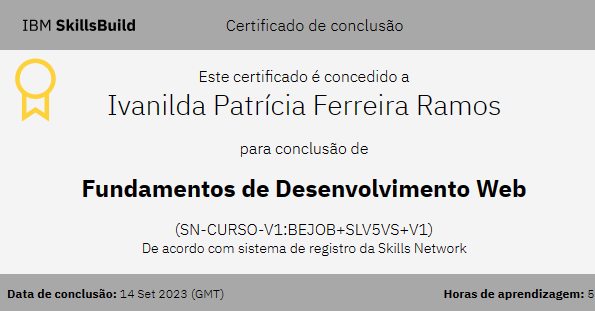 IBM SkillsBuild Certificado de conclusão
Este certificado é concedido a
Ivanilda Patrícia Ferreira Ramos
para conclusão de
Fundamentos de Desenvolvimento Web
(SN-CURSO-V1:BEJOB+SLV5VS+V1)
De acordo com sistema de registro da Skills Network
Data de conclusão: 14 Set 2023 (GMT) Horas de aprendizagem: 5